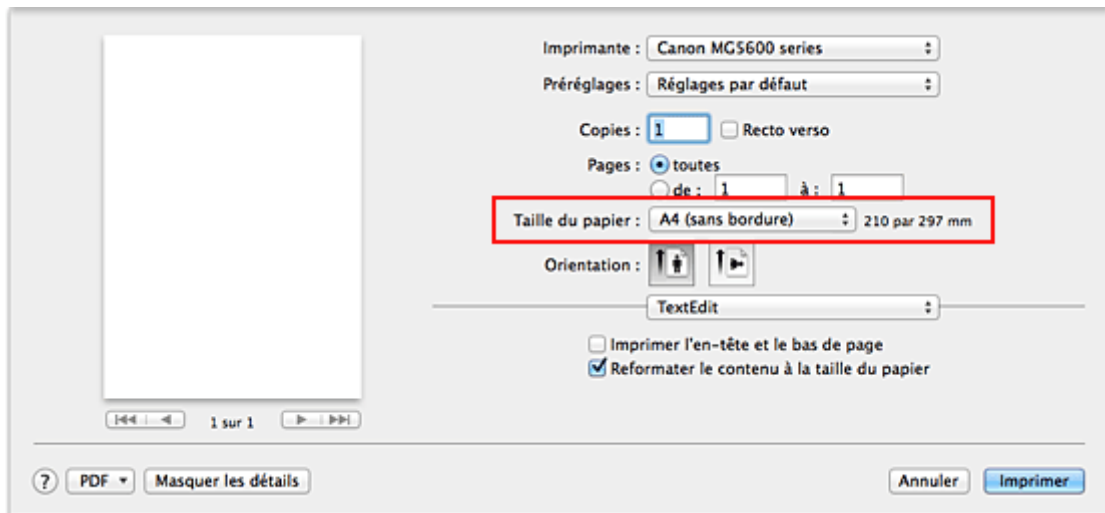 Imprimante : Canon MG5600 series
Préréglages : Réglages par défaut
Copies : 1 Recto verso
Pages : toutes
de : 1 à : 1
Taille du papier : A4 (sans bordure) 210 par 297 mm
Orientation :
TextEdit
Imprimer l'en-tête et le bas de page
Reformater le contenu à la taille du papier
1 sur 1
? PDF Masquer les détails Annuler Imprimer